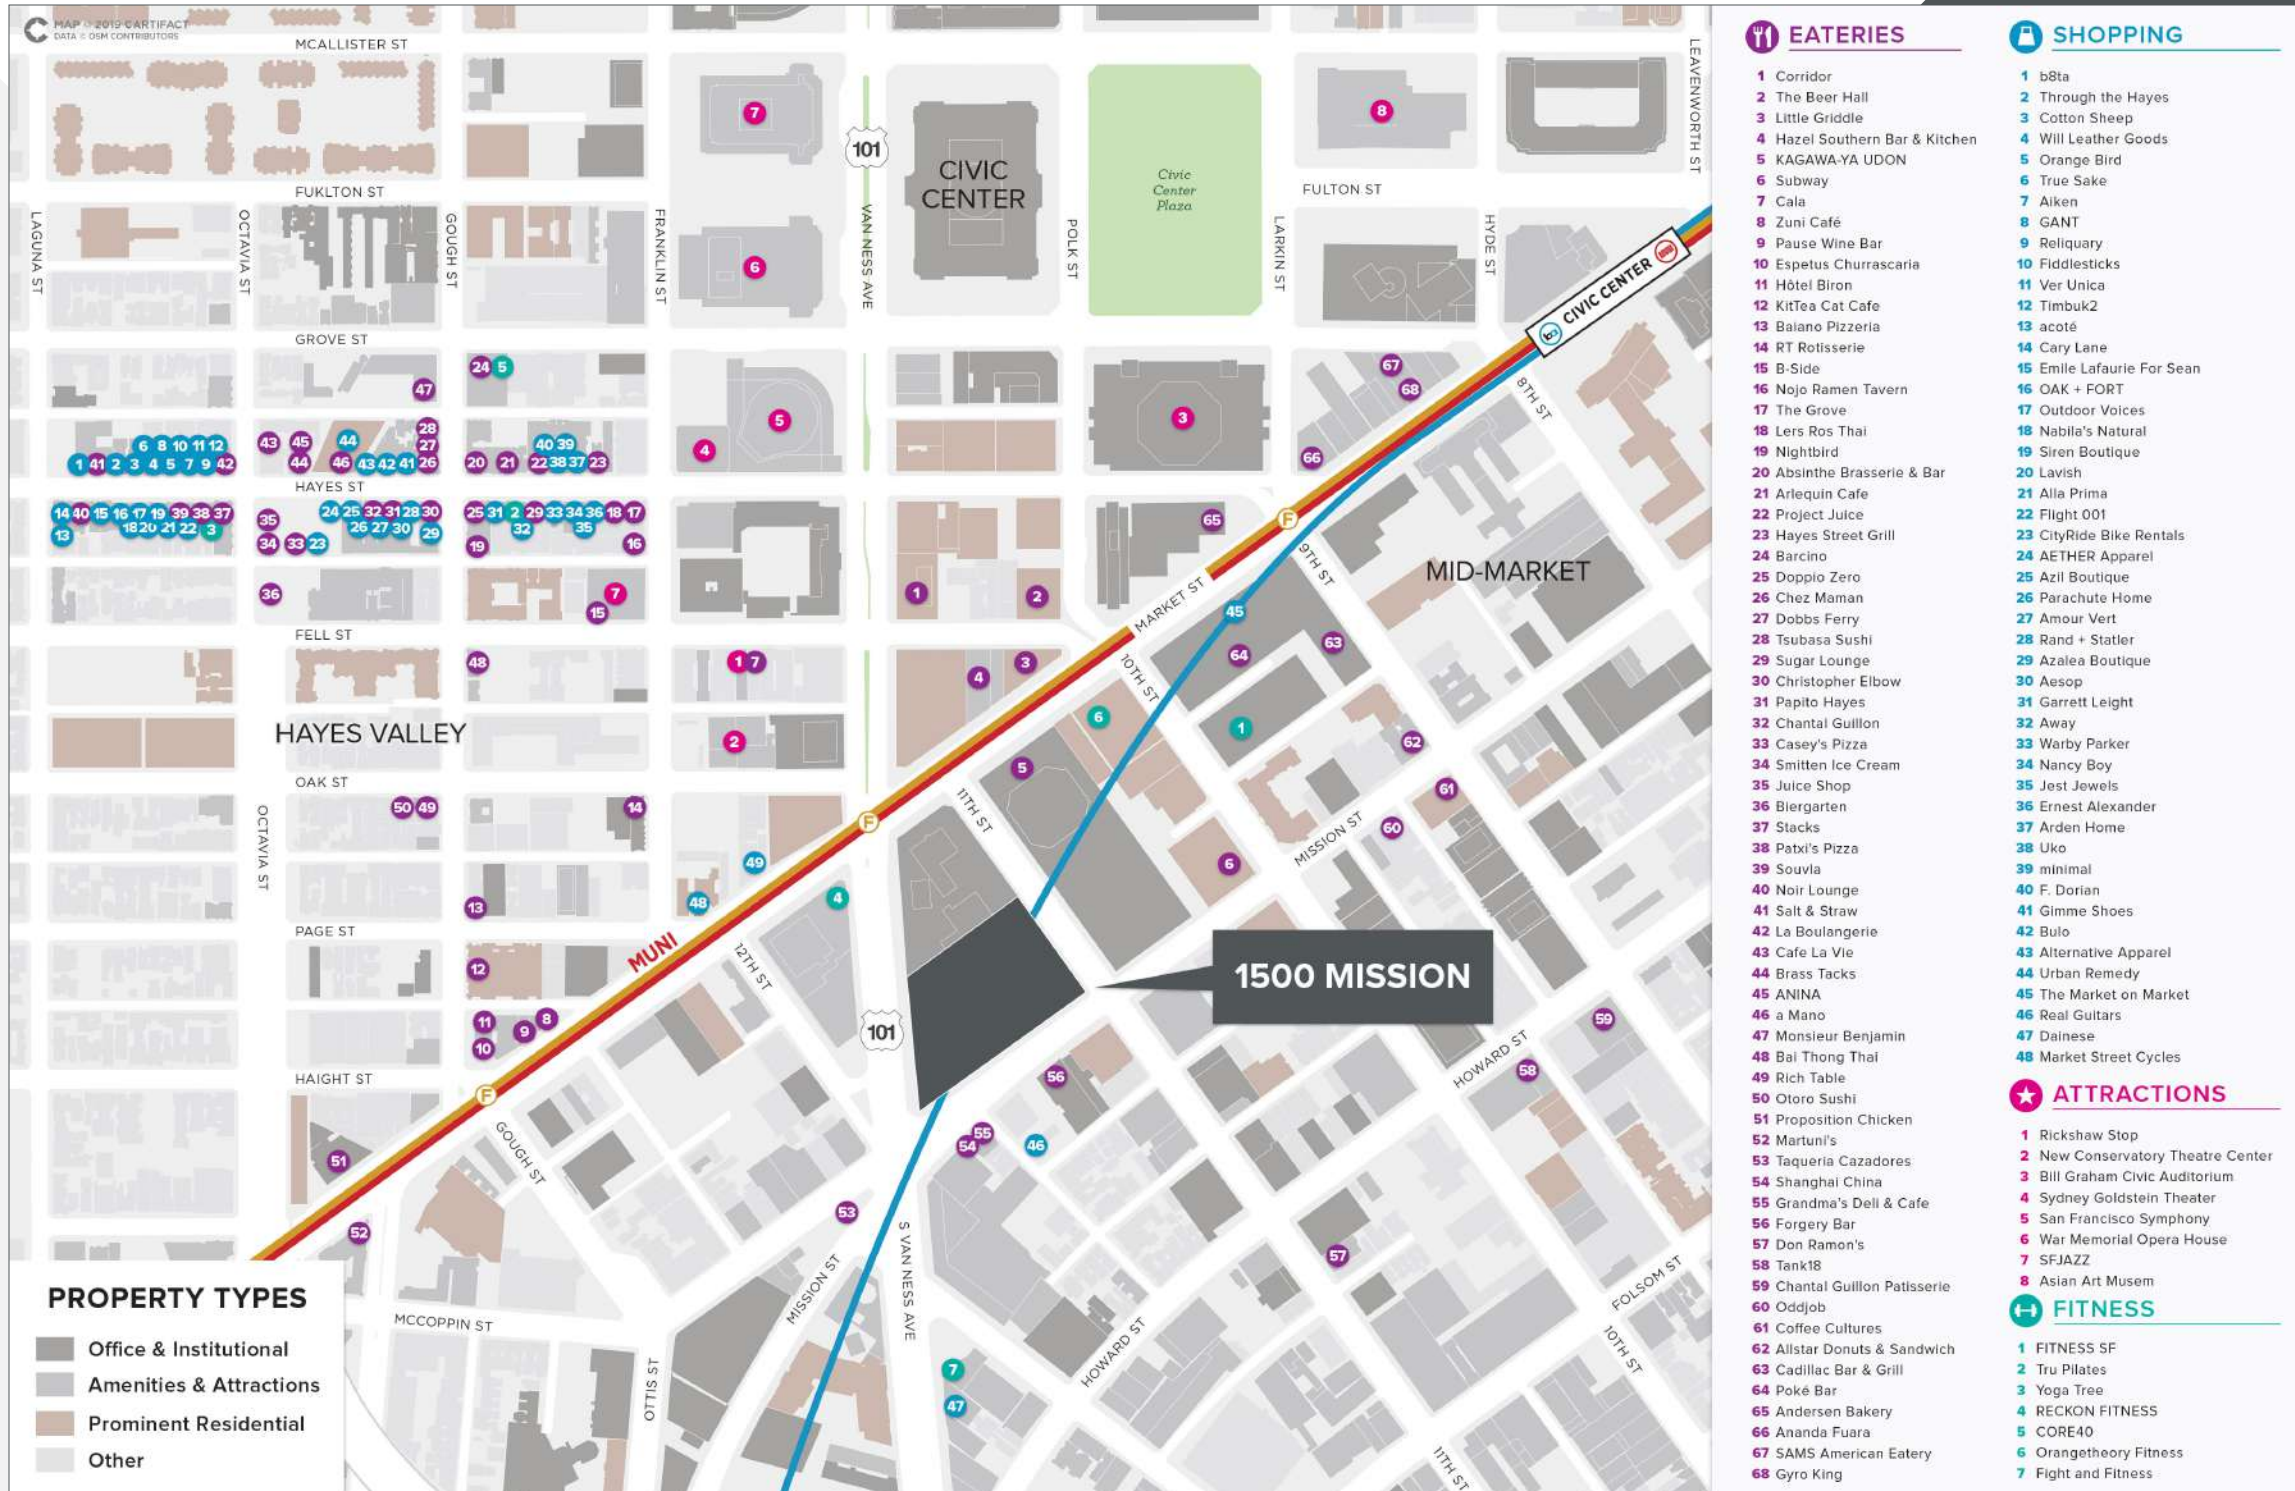 MAP © 2019 CARTIFACT
DATA © OSM CONTRIBUTORS
MCALLISTER ST
FUKLTON ST
FULTON ST
GROVE ST
HAYES ST
FELL ST
OAK ST
PAGE ST
HAIGHT ST
MCCOPPIN ST
LAGUNA ST
OCTAVIA ST
GOUGH ST
FRANKLIN ST
VAN NESS AVE
POLK ST
LARKIN ST
HYDE ST
LEAVENWORTH ST
101
CIVIC
CENTER
Civic
Center
Plaza
CIVIC CENTER
8TH ST
9TH ST
MARKET ST
10TH ST
11TH ST
12TH ST
MID-MARKET
HAYES VALLEY
OCTAVIA ST
MISSION ST
MUNI
F
F
F
101
1500 MISSION
HOWARD ST
GOUGH ST
MISSION ST
S VAN NESS AVE
OTTIS ST
HOWARD ST
FOLSOM ST
10TH ST
11TH ST
PROPERTY TYPES
Office & Institutional
Amenities & Attractions
Prominent Residential
Other
EATERIES
1 Corridor
2 The Beer Hall
3 Little Griddle
4 Hazel Southern Bar & Kitchen
5 KAGAWA-YA UDON
6 Subway
7 Cala
8 Zuni Café
9 Pause Wine Bar
10 Espetus Churrascaria
11 Hôtel Biron
12 KitTea Cat Cafe
13 Baiano Pizzeria
14 RT Rotisserie
15 B-Side
16 Nojo Ramen Tavern
17 The Grove
18 Lers Ros Thai
19 Nightbird
20 Absinthe Brasserie & Bar
21 Arlequin Cafe
22 Project Juice
23 Hayes Street Grill
24 Barcino
25 Doppio Zero
26 Chez Maman
27 Dobbs Ferry
28 Tsubasa Sushi
29 Sugar Lounge
30 Christopher Elbow
31 Papito Hayes
32 Chantal Guillon
33 Casey's Pizza
34 Smitten Ice Cream
35 Juice Shop
36 Biergarten
37 Stacks
38 Patxi's Pizza
39 Souvla
40 Noir Lounge
41 Salt & Straw
42 La Boulangerie
43 Cafe La Vie
44 Brass Tacks
45 ANINA
46 a Mano
47 Monsieur Benjamin
48 Bai Thong Thai
49 Rich Table
50 Otoro Sushi
51 Proposition Chicken
52 Martuni's
53 Taqueria Cazadores
54 Shanghai China
55 Grandma's Deli & Cafe
56 Forgery Bar
57 Don Ramon's
58 Tank18
59 Chantal Guillon Patisserie
60 Oddjob
61 Coffee Cultures
62 Allstar Donuts & Sandwich
63 Cadillac Bar & Grill
64 Poké Bar
65 Andersen Bakery
66 Ananda Fuara
67 SAMS American Eatery
68 Gyro King
SHOPPING
1 b8ta
2 Through the Hayes
3 Cotton Sheep
4 Will Leather Goods
5 Orange Bird
6 True Sake
7 Aiken
8 GANT
9 Reliquary
10 Fiddlesticks
11 Ver Unica
12 Timbuk2
13 acoté
14 Cary Lane
15 Emile Lafaurie For Sean
16 OAK + FORT
17 Outdoor Voices
18 Nabila's Natural
19 Siren Boutique
20 Lavish
21 Alla Prima
22 Flight 001
23 CityRide Bike Rentals
24 AETHER Apparel
25 Azil Boutique
26 Parachute Home
27 Amour Vert
28 Rand + Statler
29 Azalea Boutique
30 Aesop
31 Garrett Leight
32 Away
33 Warby Parker
34 Nancy Boy
35 Jest Jewels
36 Ernest Alexander
37 Arden Home
38 Uko
39 minimal
40 F. Dorian
41 Gimme Shoes
42 Bulo
43 Alternative Apparel
44 Urban Remedy
45 The Market on Market
46 Real Guitars
47 Dainese
48 Market Street Cycles
ATTRACTIONS
1 Rickshaw Stop
2 New Conservatory Theatre Center
3 Bill Graham Civic Auditorium
4 Sydney Goldstein Theater
5 San Francisco Symphony
6 War Memorial Opera House
7 SFJAZZ
8 Asian Art Musem
FITNESS
1 FITNESS SF
2 Tru Pilates
3 Yoga Tree
4 RECKON FITNESS
5 CORE40
6 Orangetheory Fitness
7 Fight and Fitness